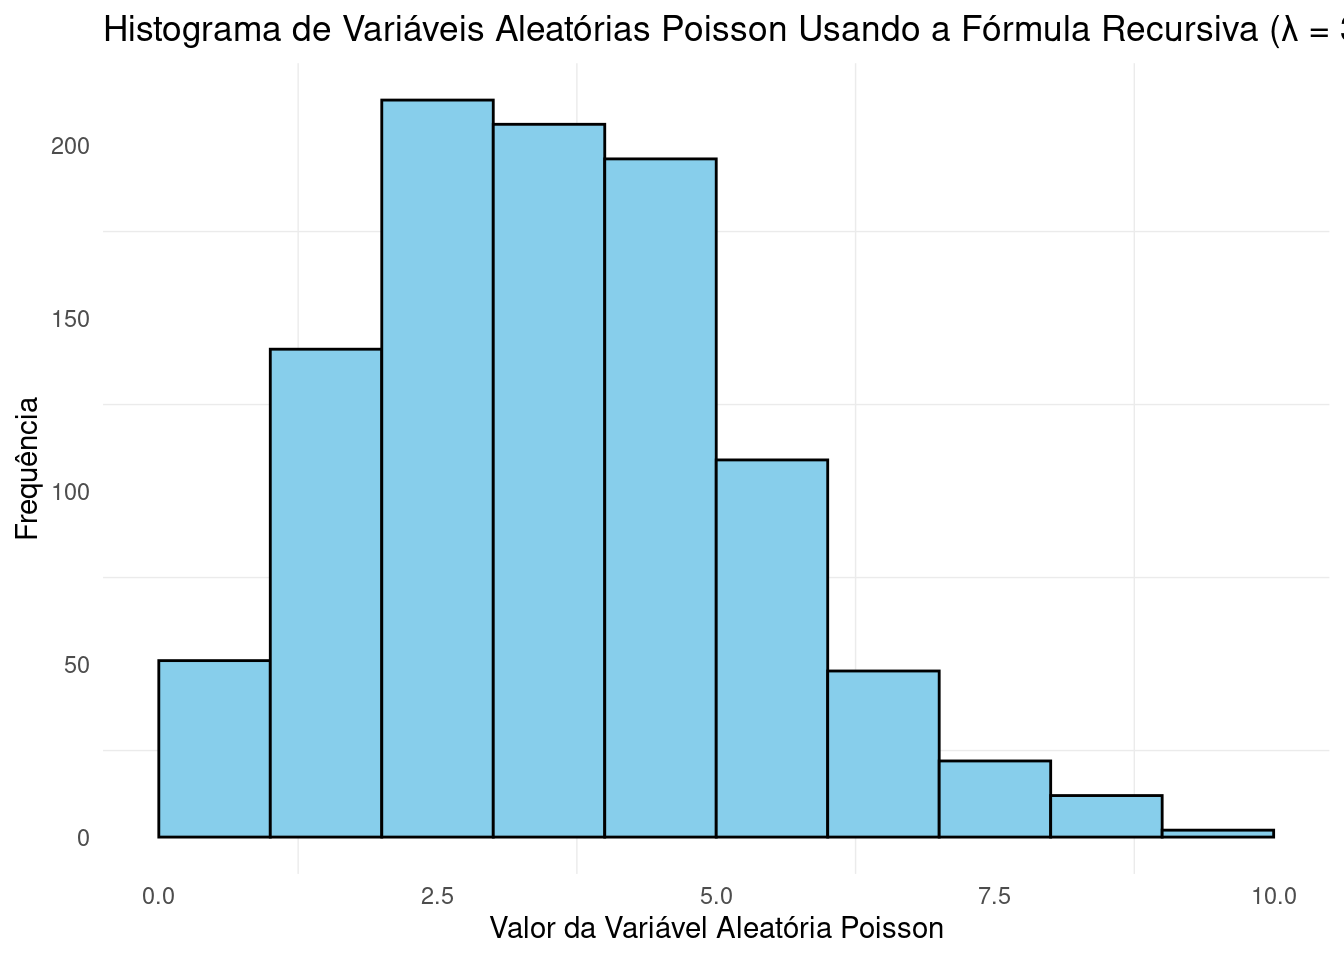 Histograma de Variáveis Aleatórias Poisson Usando a Fórmula Recursiva (λ =
200
150
100
50
0
Frequência
0.0 2.5 5.0 7.5 10.0
Valor da Variável Aleatória Poisson